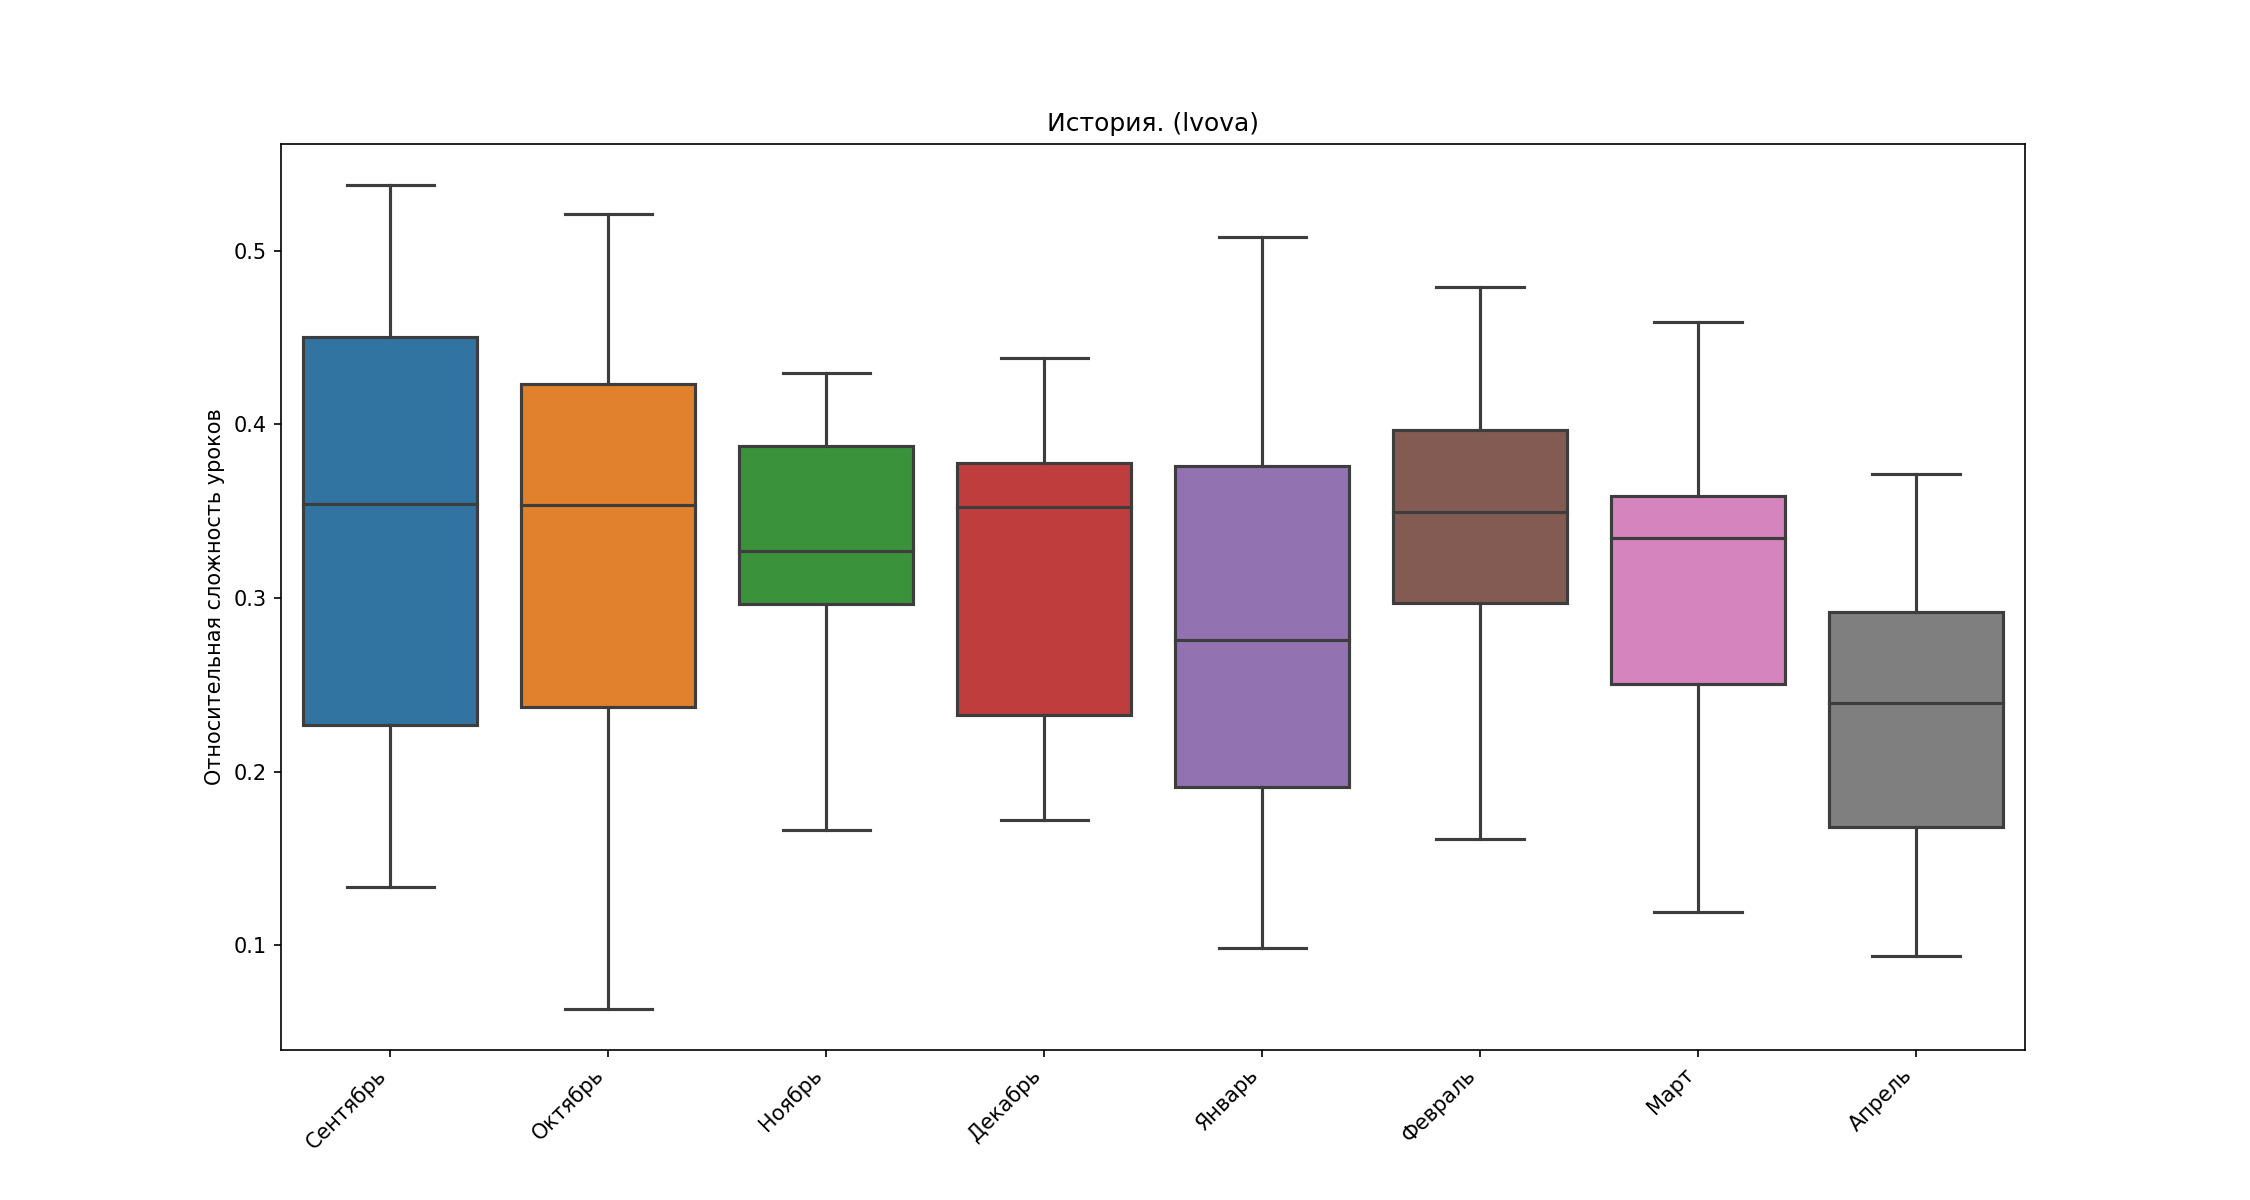 История. (lvova)
Относительная сложность уроков
0.5
0.4
0.3
0.2
0.1
Сентябрь
Октябрь
Ноябрь
Декабрь
Январь
Февраль
Март
Апрель